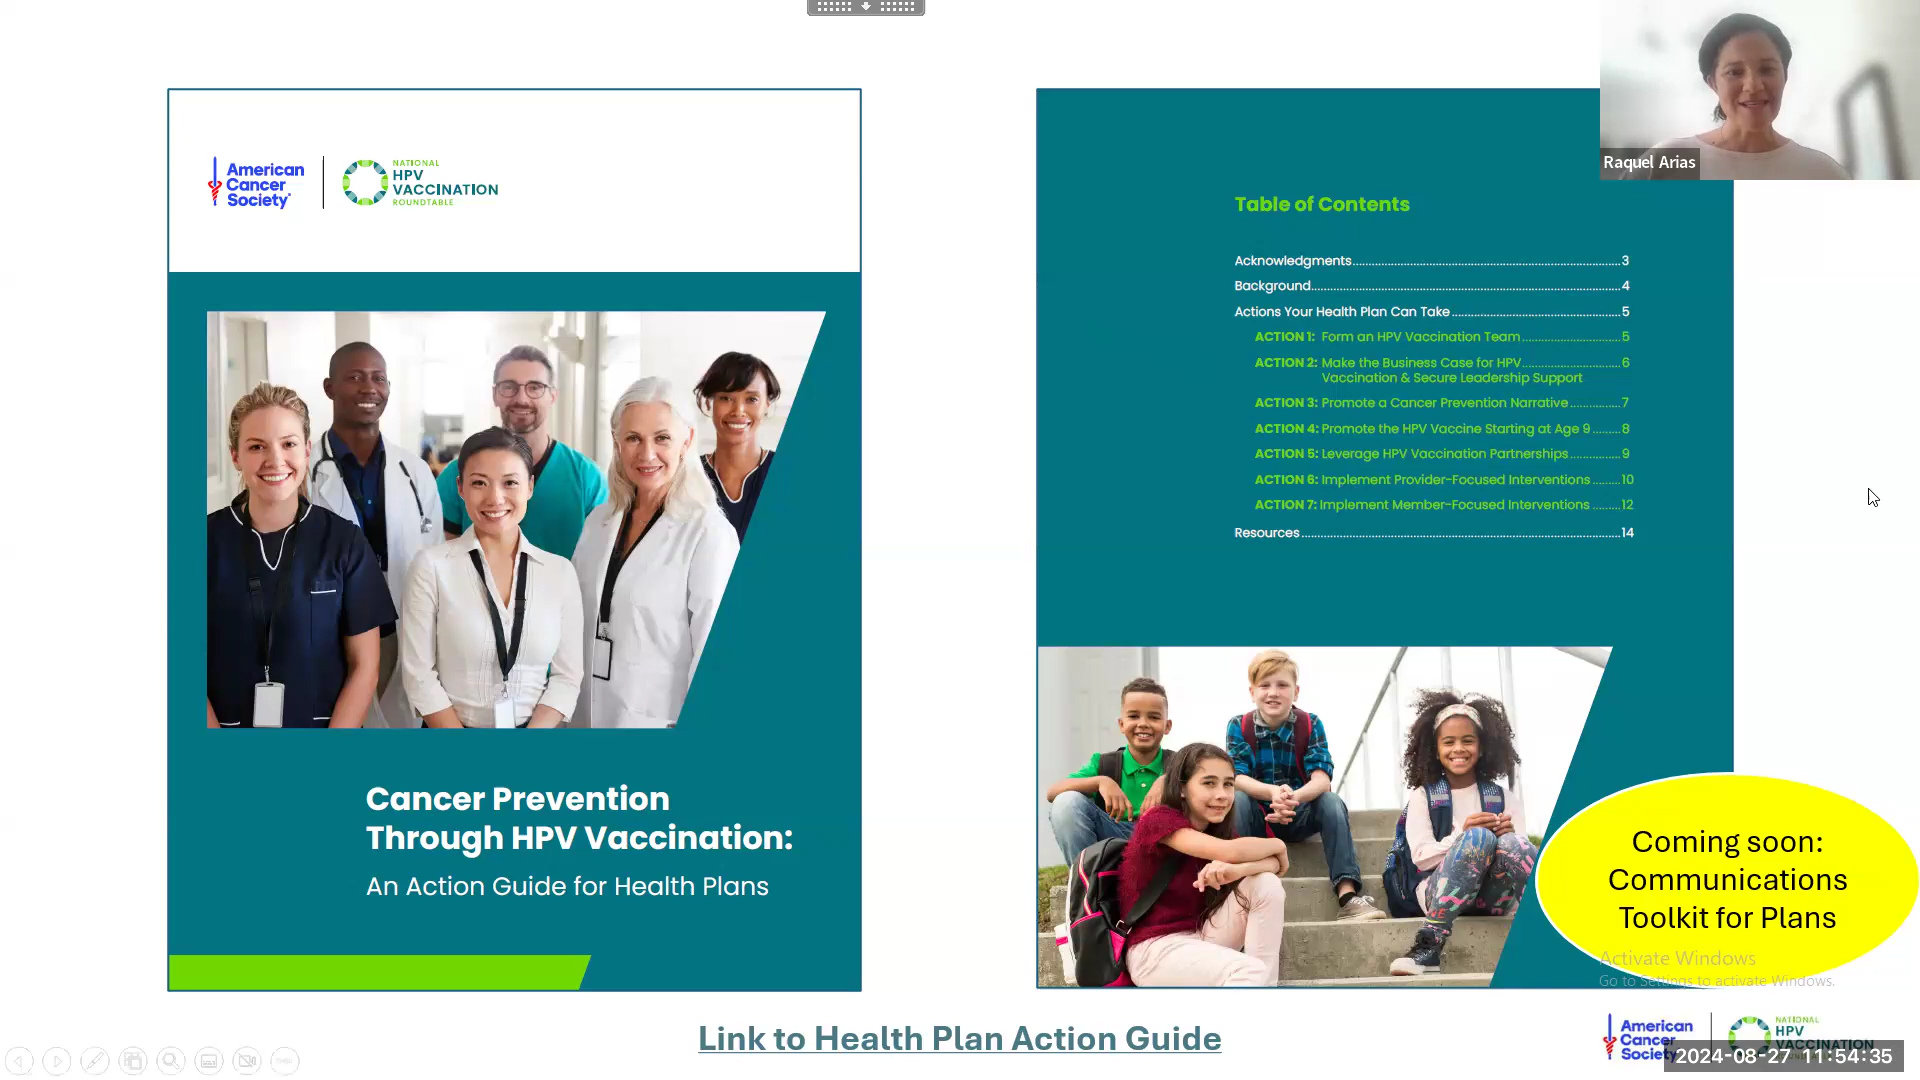 American
Cancer
Society
NATIONAL
HPV
VACCINATION
ROUNDTABLE
Cancer Prevention
Through HPV Vaccination:
An Action Guide for Health Plans
Raquel Arias
Table of Contents
Acknowledgments 3
Background 4
Actions Your Health Plan Can Take 5
ACTION 1: Form an HPV Vaccination Team 5
ACTION 2: Make the Business Case for HPV 6
Vaccination & Secure Leadership Support
ACTION 3: Promote a Cancer Prevention Narrative 7
ACTION 4: Promote the HPV Vaccine Starting at Age 9 8
ACTION 5: Leverage HPV Vaccination Partnerships 9
ACTION 6: Implement Provider-Focused Interventions 10
ACTION 7: Implement Member-Focused Interventions 12
Resources 14
Coming soon:
Communications
Toolkit for Plans
Activate Windows
Go to Settings to activate Windows.
Link to Health Plan Action Guide
American
Cancer
Society
NATIONAL
HPV
VACCINATION
2024-08-27 11:54:35